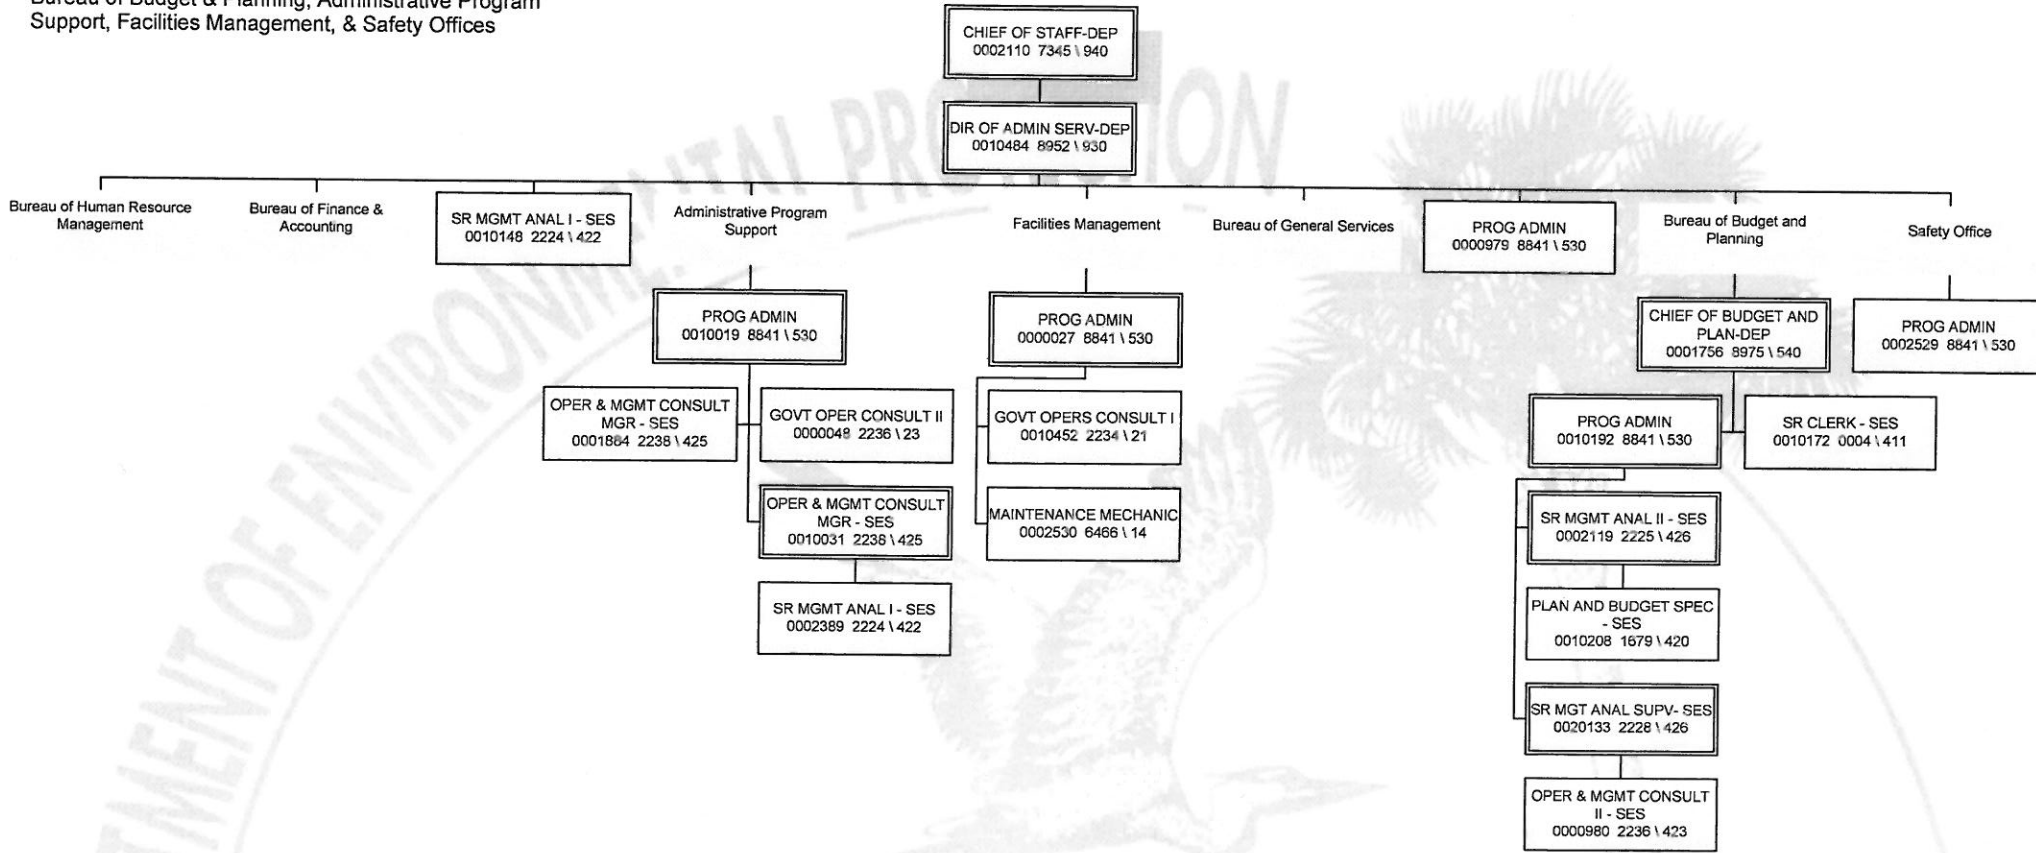 Bureau of Budget & Planning, Administrative Program
Support, Facilities Management, & Safety Offices
CHIEF OF STAFF-DEP
0002110 7345 \ 940
DIR OF ADMIN SERV-DEP
0010484 8952 \ 930
Bureau of Human Resource
Management
Bureau of Finance &
Accounting
SR MGMT ANAL I - SES
0010148 2224 \ 422
Administrative Program
Support
Facilities Management
Bureau of General Services
PROG ADMIN
0000979 8841 \ 530
Bureau of Budget and
Planning
Safety Office
PROG ADMIN
0010019 8841 \ 530
PROG ADMIN
0000027 8841 \ 530
CHIEF OF BUDGET AND
PLAN-DEP
0001756 8975 \ 540
PROG ADMIN
0002529 8841 \ 530
OPER & MGMT CONSULT
MGR - SES
0001884 2238 \ 425
GOVT OPER CONSULT II
0000048 2236 \ 23
GOVT OPERS CONSULT I
0010452 2234 \ 21
PROG ADMIN
0010192 8841 \ 530
SR CLERK - SES
0010172 0004 \ 411
OPER & MGMT CONSULT
MGR - SES
0010031 2238 \ 425
MAINTENANCE MECHANIC
0002530 6466 \ 14
SR MGMT ANAL II - SES
0002119 2225 \ 426
SR MGMT ANAL I - SES
0002389 2224 \ 422
PLAN AND BUDGET SPEC
- SES
0010208 1679 \ 420
SR MGT ANAL SUPV- SES
0020133 2228 \ 426
OPER & MGMT CONSULT
II - SES
0000980 2236 \ 423